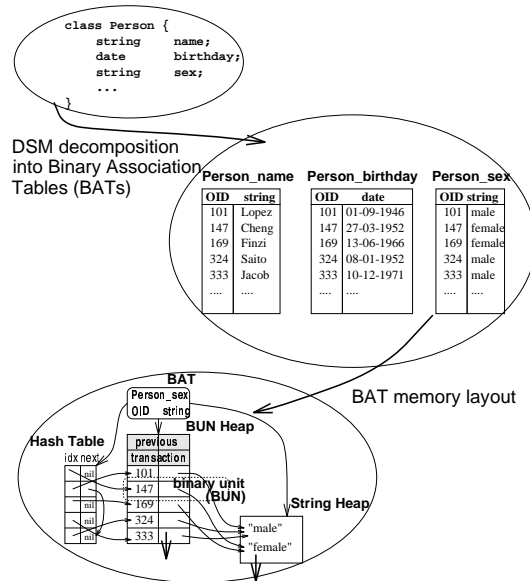 class Person {
string name;
date birthday;
string sex;
...
}
DSM decomposition
into Binary Association
Tables (BATs)
Person_name Person_birthday Person_sex
OID string OID date OID string
101 Lopez 101 01-09-1946 101 male
147 Cheng 147 27-03-1952 147 female
169 Finzi 169 13-06-1966 169 female
324 Saito 324 08-01-1952 324 male
333 Jacob 333 10-12-1971 333 male
.... .... .... .... .... ....
BAT memory layout
BAT
Person_sex
OID string
Hash Table
BUN Heap
idx next
previous
transaction
nil 101
nil 147
binary unit
(BUN)
169
nil 324
nil 333
String Heap
"male"
"female"